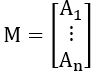 M = [A₁
⋮
Aₙ]